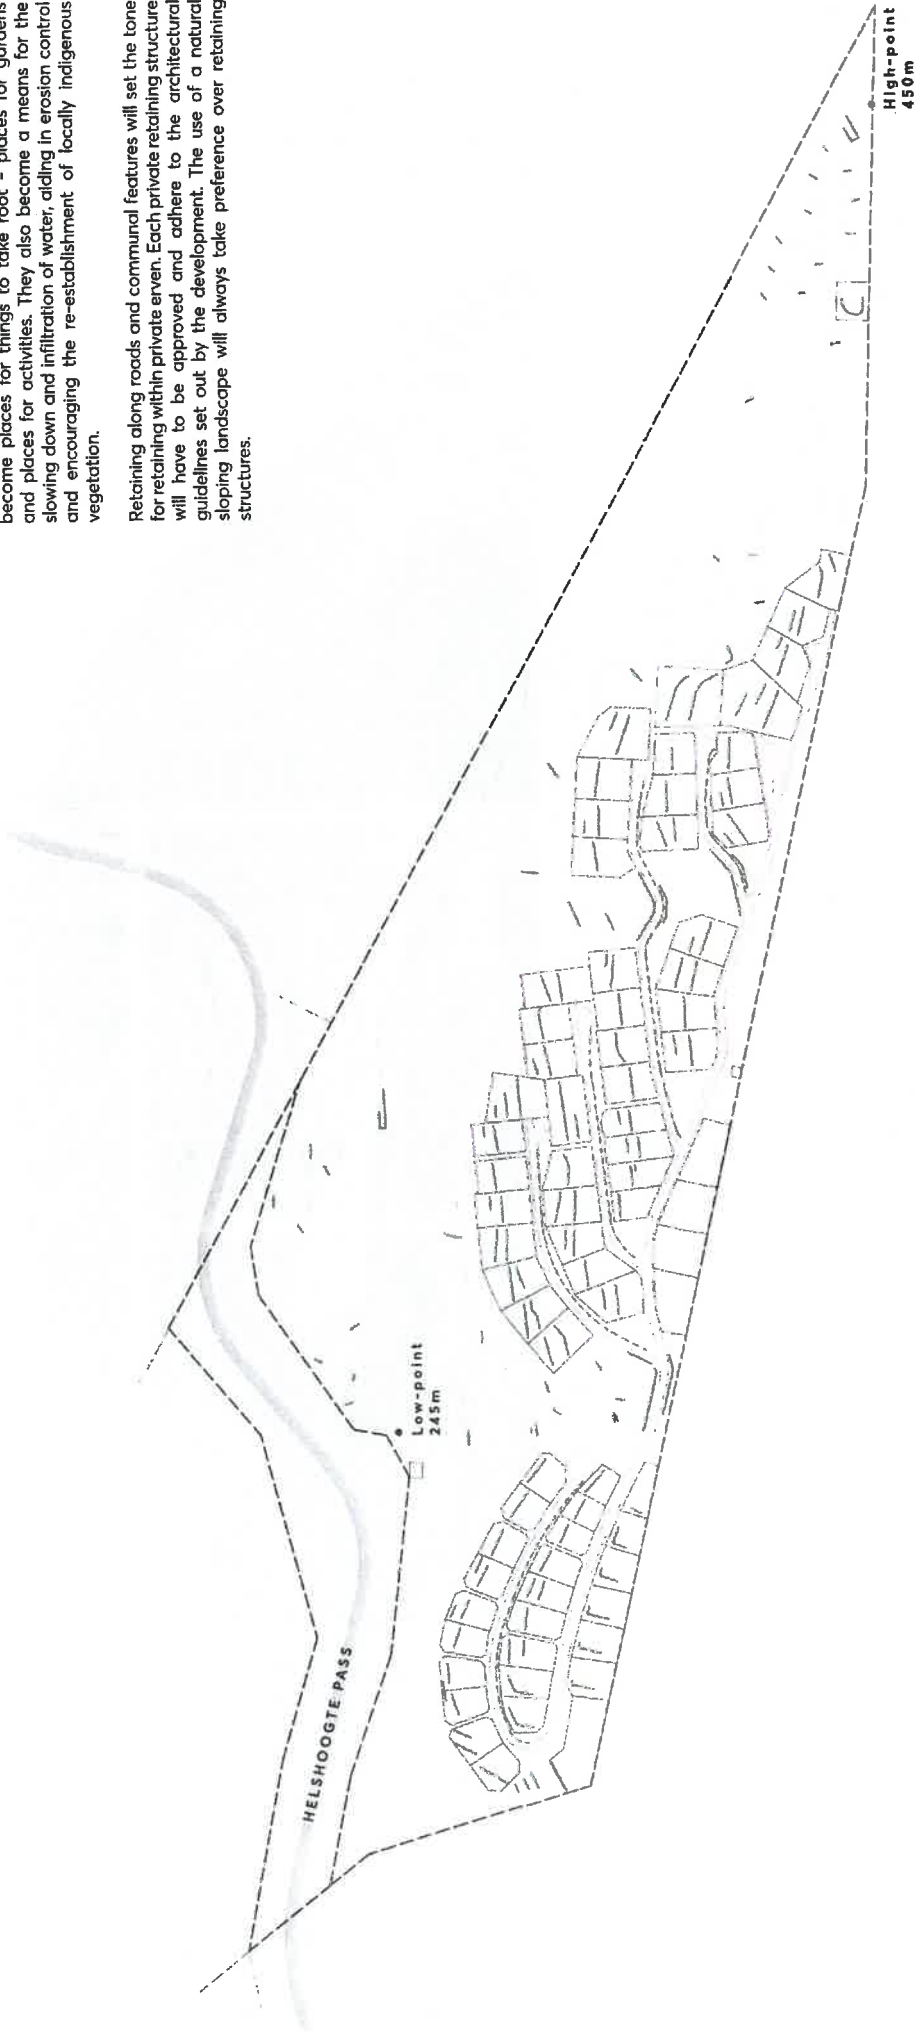 become places for things to take root - places for gardens
and places for activities. They also become a means for the
slowing down and infiltration of water, aiding in erosion control
and encouraging the re-establishment of locally indigenous
vegetation.
Retaining along roads and communal features will set the tone
for retaining within private erven. Each private retaining structure
will have to be approved and adhere to the architectural
guidelines set out by the development. The use of a natural
sloping landscape will always take preference over retaining
structures.
High-point
450m
Low-point
245m
HELSHOOGTE PASS